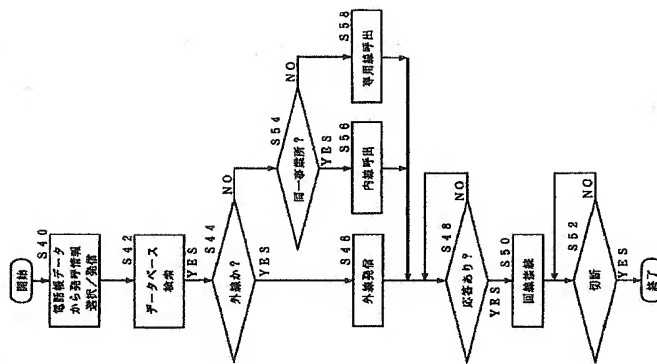 開始
S40
電話帳データ
から発呼情報
選択/発信
S42
データベース
検索
YES
S44
外線か?
NO
YES
S54
同一事業所?
NO
YES
S46
外線発信
S56
内線呼出
S58
専用線呼出
S48
応答あり?
NO
YES
S50
回線接続
S52
切断
NO
YES
終了